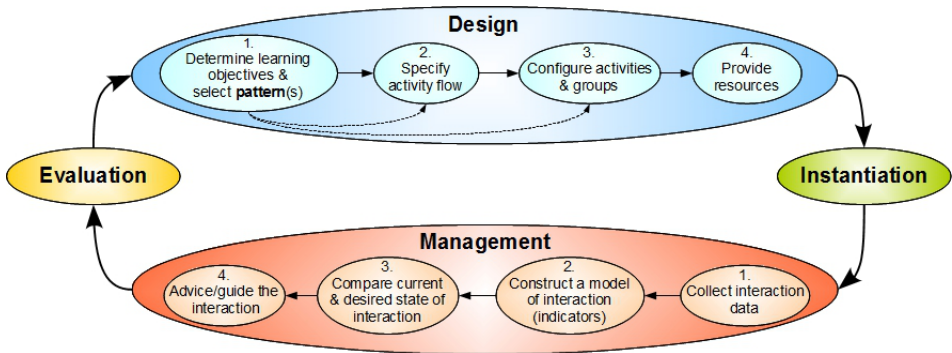 Design
1.
Determine learning
objectives &
select pattern(s)
2.
Specify
activity flow
3.
Configure activities
& groups
4.
Provide
resources
Evaluation
Instantiation
Management
4.
Advice/guide the
interaction
3.
Compare current
& desired state of
interaction
2.
Construct a model
of interaction
(indicators)
1.
Collect interaction
data